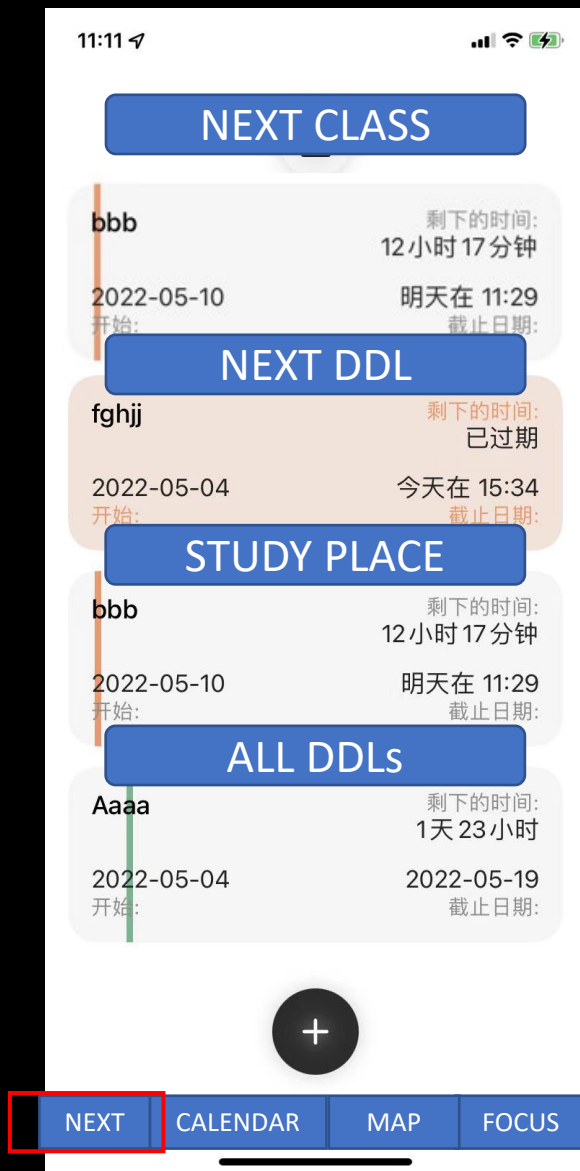 11:11
NEXT CLASS
bbb 剩下的时间:
12小时17分钟
2022-05-10 明天在 11:29
开始: 截止日期:
NEXT DDL
fghjj 剩下的时间:
已过期
2022-05-04 今天在 15:34
开始: 截止日期:
STUDY PLACE
bbb 剩下的时间:
12小时17分钟
2022-05-10 明天在 11:29
开始: 截止日期:
ALL DDLs
Aaaa 剩下的时间:
1天23小时
2022-05-04 2022-05-19
开始: 截止日期:
+
NEXT CALENDAR MAP FOCUS